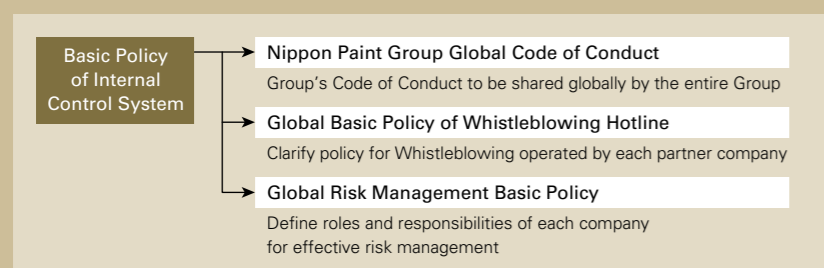 Basic Policy
of Internal
Control System
Nippon Paint Group Global Code of Conduct
Group's Code of Conduct to be shared globally by the entire Group
Global Basic Policy of Whistleblowing Hotline
Clarify policy for Whistleblowing operated by each partner company
Global Risk Management Basic Policy
Define roles and responsibilities of each company
for effective risk management